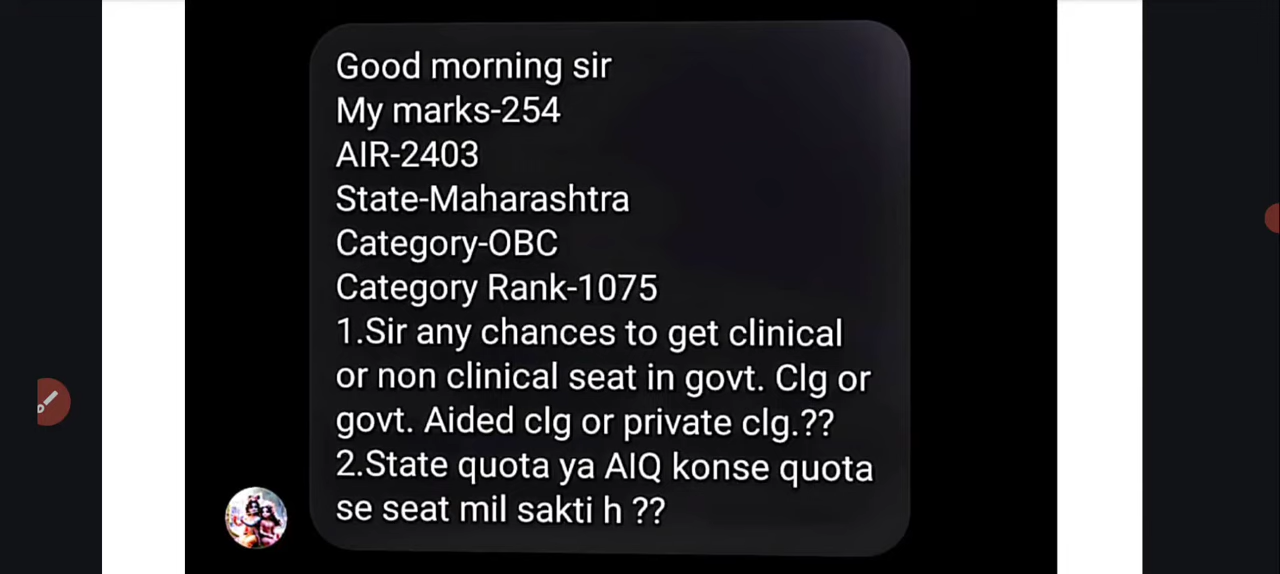 Good morning sir
My marks-254
AIR-2403
State-Maharashtra
Category-OBC
Category Rank-1075
1.Sir any chances to get clinical
or non clinical seat in govt. Clg or
govt. Aided clg or private clg.??
2.State quota ya AIQ konse quota
se seat mil sakti h ??